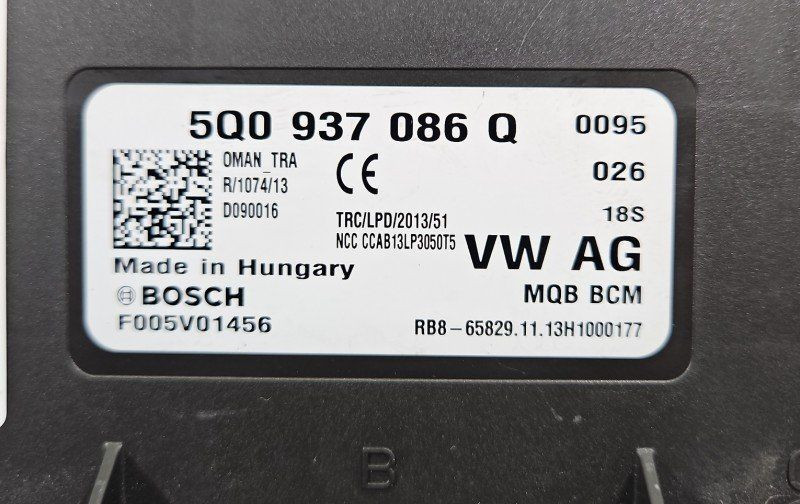 5Q0 937 086 Q 0095
OMAN_TRA
R/1074/13
D090016
CE
026
18S
TRC/LPD/2013/51
NCC CCAB13LP3050T5
VW AG
Made in Hungary
BOSCH
MQB BCM
F005V01456
RB8-65829.11.13H1000177
B